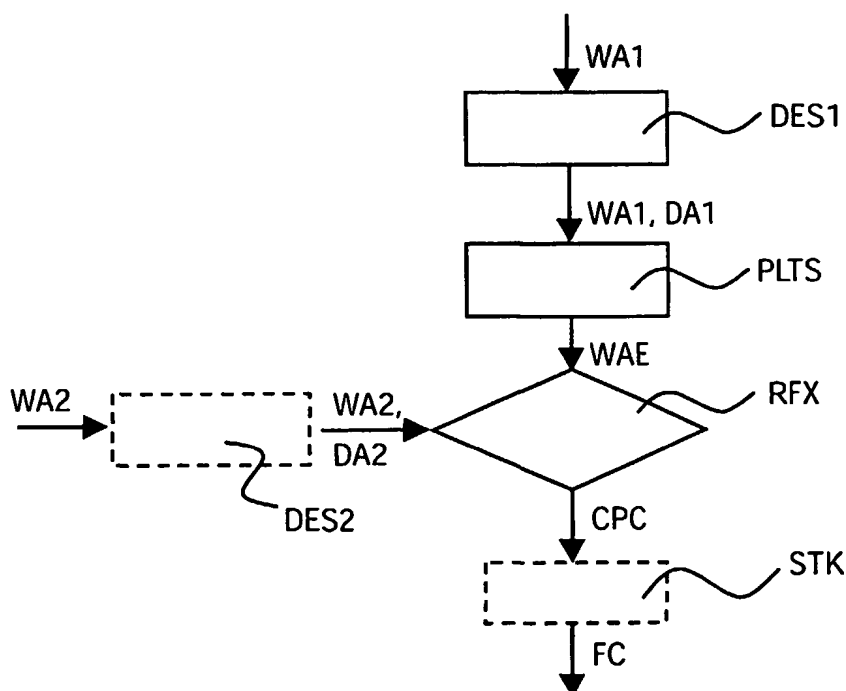 WA1
DES1
WA1, DA1
PLTS
WAE
RFX
WA2
WA2,
DA2
DES2
CPC
STK
FC